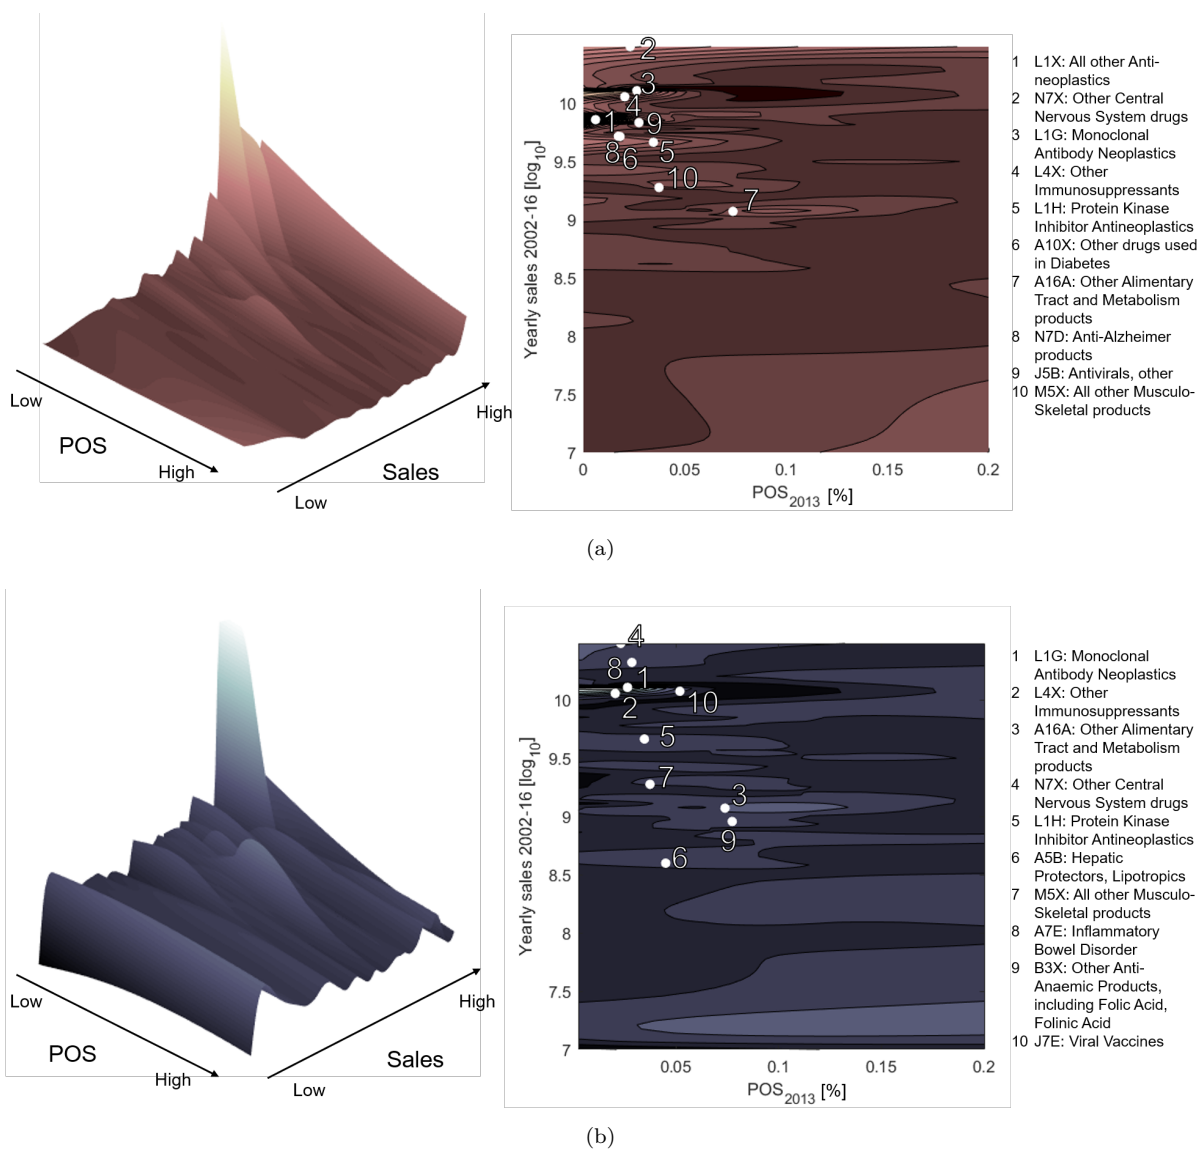 Low
POS
High
Low
Sales
High
Yearly sales 2002-16 [log10]
10
9.5
9
8.5
8
7.5
7
0 0.05 0.1 0.15 0.2
POS2013 [%]
2
3
4
1
9
8
6
5
10
7
1 L1X: All other Anti-
neoplastics
2 N7X: Other Central
Nervous System drugs
3 L1G: Monoclonal
Antibody Neoplastics
4 L4X: Other
Immunosuppressants
5 L1H: Protein Kinase
Inhibitor Antineoplastics
6 A10X: Other drugs used
in Diabetes
7 A16A: Other Alimentary
Tract and Metabolism
products
8 N7D: Anti-Alzheimer
products
9 J5B: Antivirals, other
10 M5X: All other Musculo-
Skeletal products
(a)
Low
POS
High
Low
Sales
High
Yearly sales 2002-16 [log10]
10
9.5
9
8.5
8
7.5
7
0.05 0.1 0.15 0.2
POS2013 [%]
4
8
1
2
10
5
7
3
9
6
1 L1G: Monoclonal
Antibody Neoplastics
2 L4X: Other
Immunosuppressants
3 A16A: Other Alimentary
Tract and Metabolism
products
4 N7X: Other Central
Nervous System drugs
5 L1H: Protein Kinase
Inhibitor Antineoplastics
6 A5B: Hepatic
Protectors, Lipotropics
7 M5X: All other Musculo-
Skeletal products
8 A7E: Inflammatory
Bowel Disorder
9 B3X: Other Anti-
Anaemic Products,
including Folic Acid,
Folinic Acid
10 J7E: Viral Vaccines
(b)